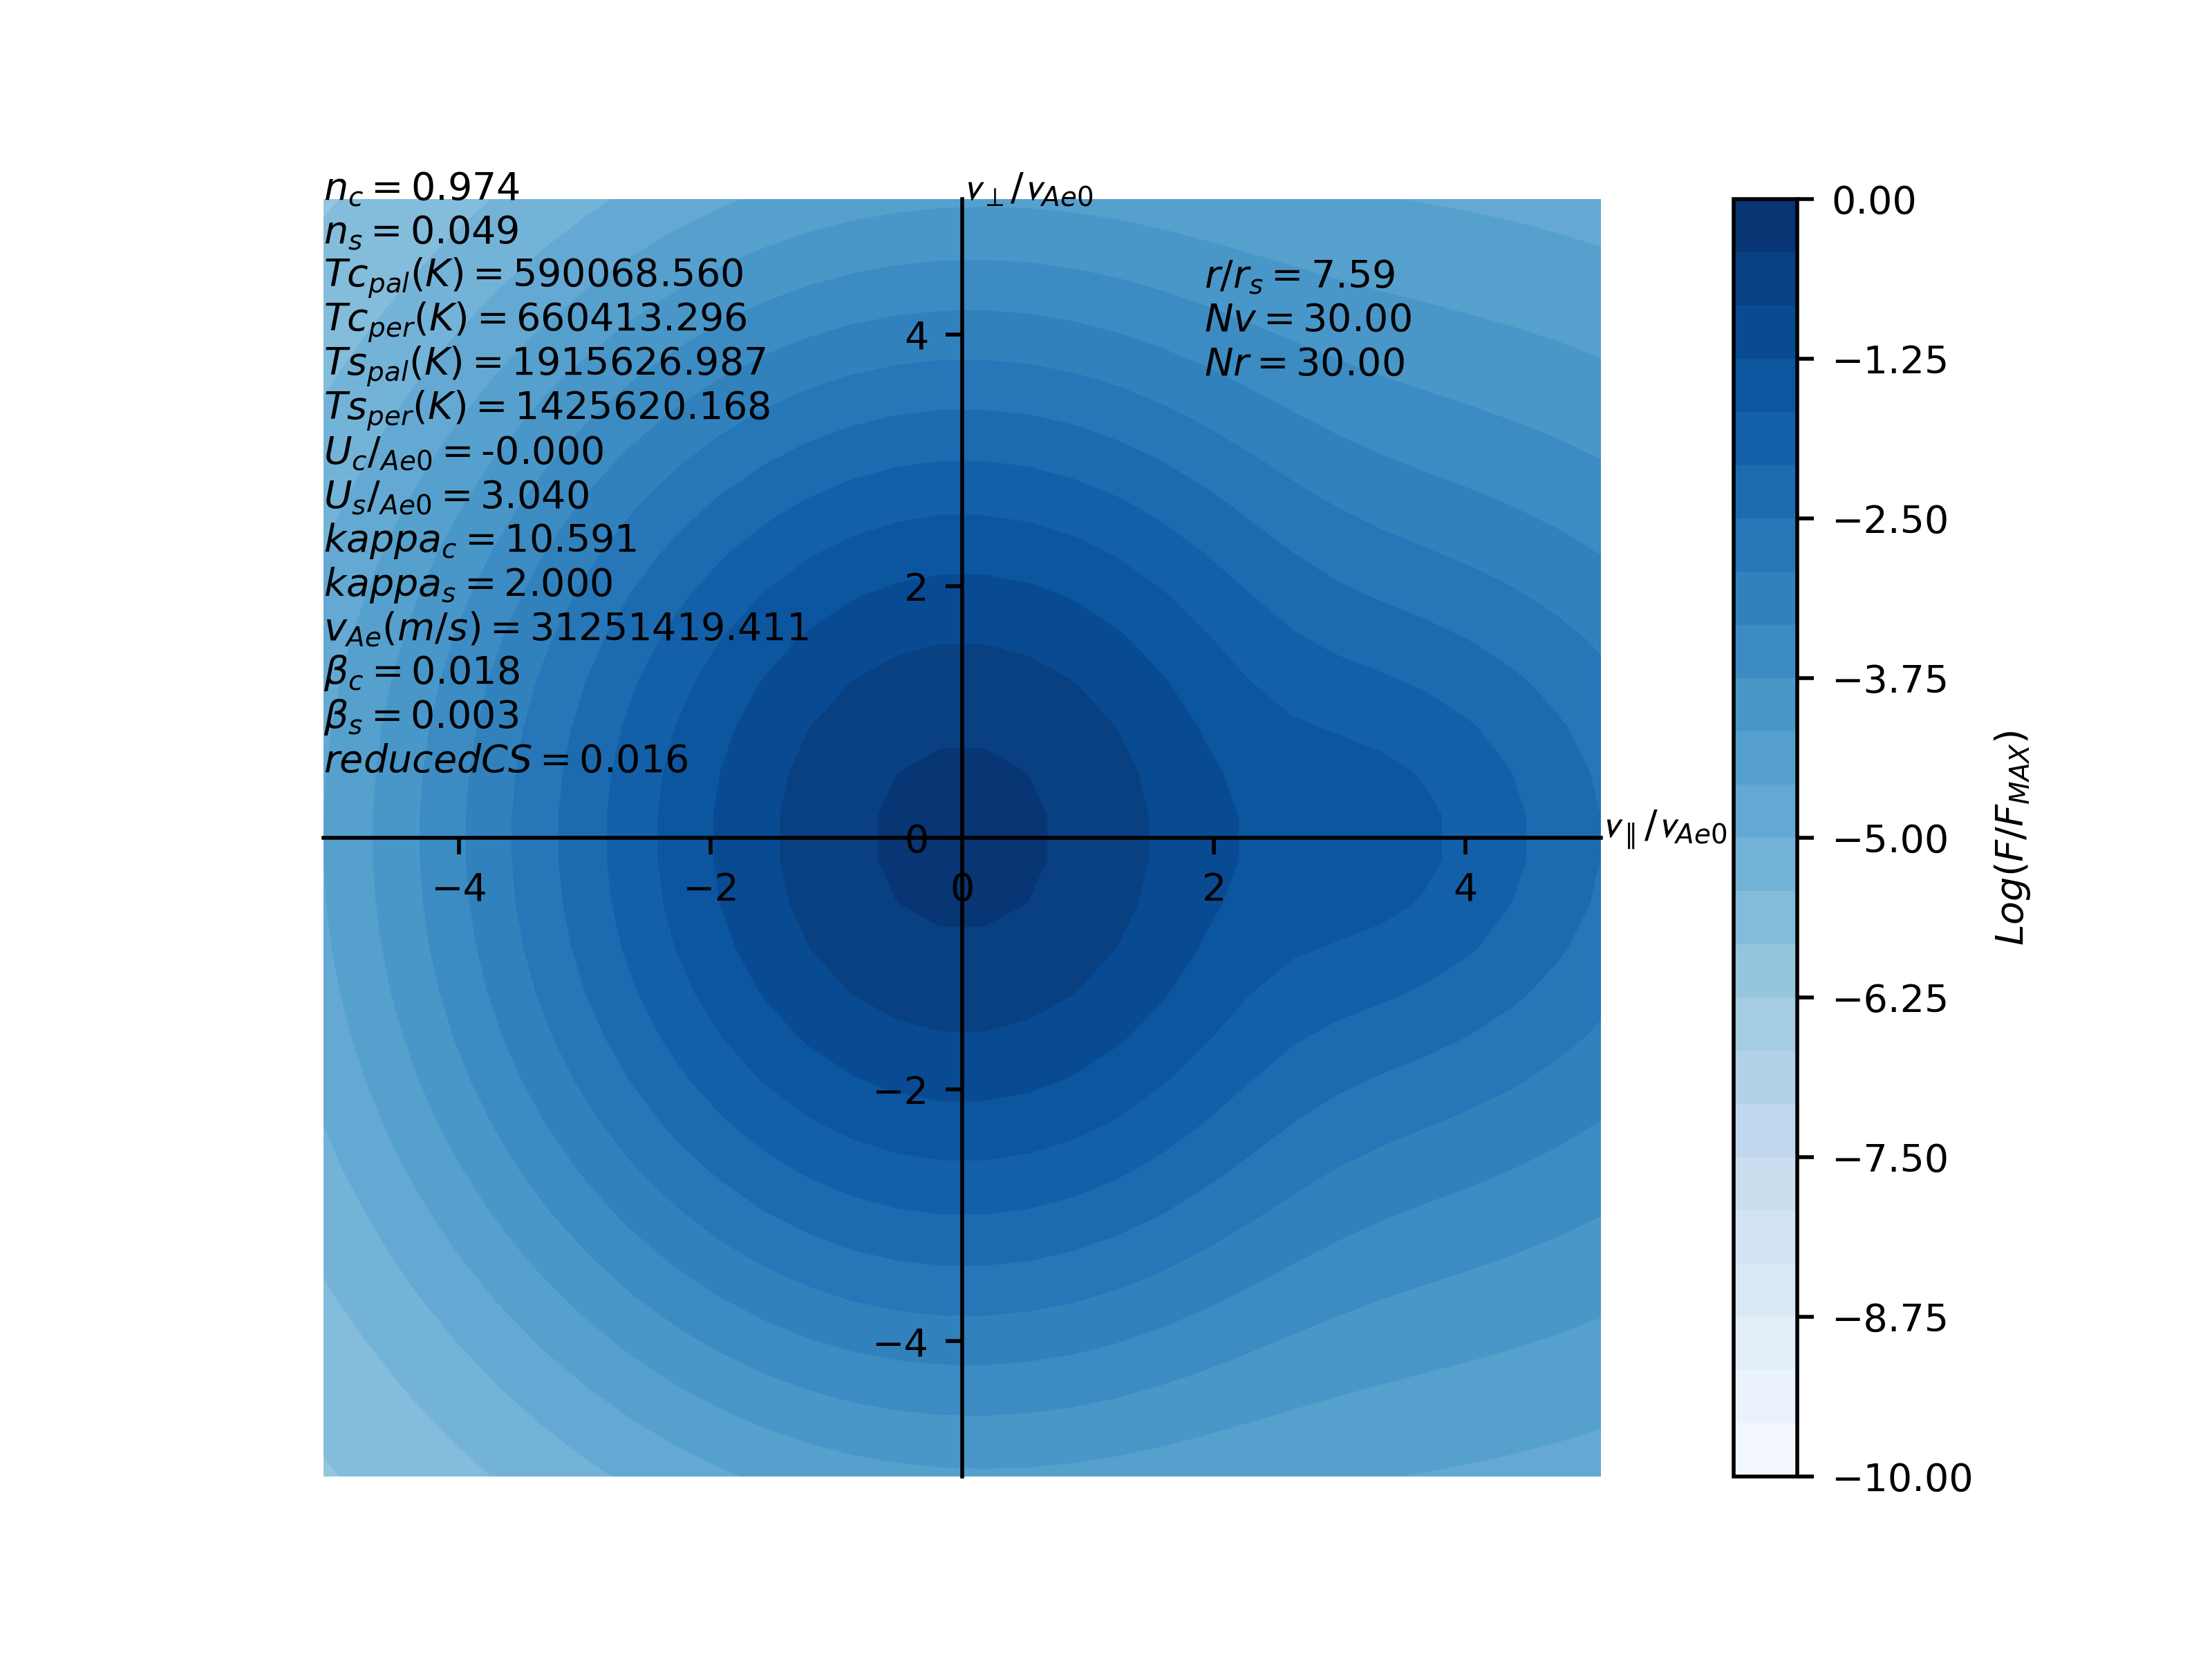 n_c = 0.974
n_s = 0.049
Tc_pal(K) = 590068.560
Tc_per(K) = 660413.296
Ts_pal(K) = 1915626.987
Ts_per(K) = 1425620.168
U_c/_Ae0 = -0.000
U_s/_Ae0 = 3.040
kappa_c = 10.591
kappa_s = 2.000
v_Ae(m/s) = 31251419.411
β_c = 0.018
β_s = 0.003
reducedCS = 0.016
v_⊥/v_Ae0
r/r_s = 7.59
Nv = 30.00
Nr = 30.00
4
2
0
−2
−4
−4
−2
0
2
4
v_∥/v_Ae0
0.00
−1.25
−2.50
−3.75
−5.00
−6.25
−7.50
−8.75
−10.00
Log(F/F_MAX)